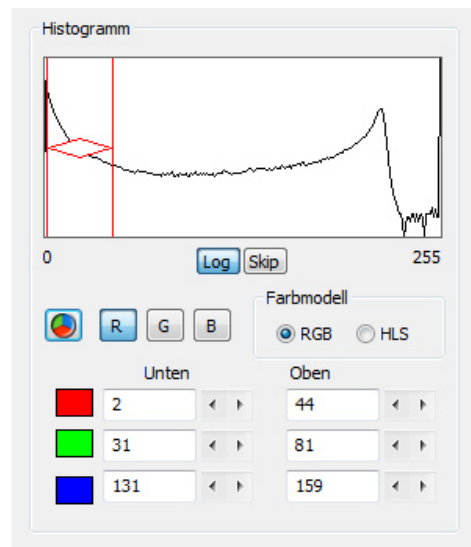 Histogramm
0 Log Skip 255
Farbmodell
R G B RGB HLS
Unten Oben
2 44
31 81
131 159